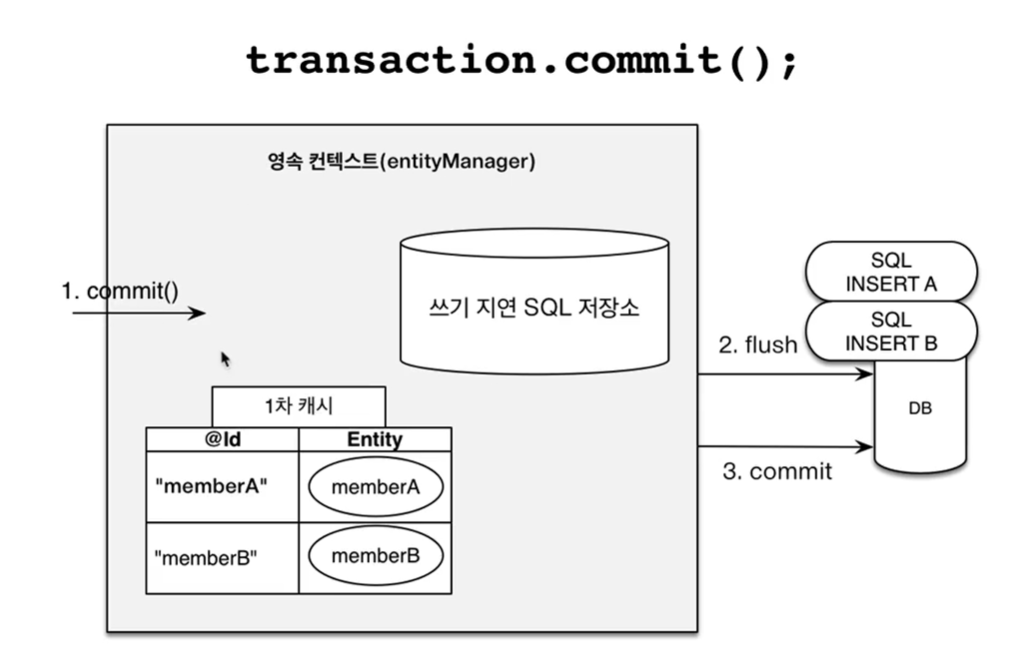 transaction.commit();
영속 컨텍스트(entityManager)
1. commit()
쓰기 지연 SQL 저장소
SQL
INSERT A
SQL
INSERT B
2. flush
DB
3. commit
1차 캐시
@Id Entity
"memberA" memberA
"memberB" memberB